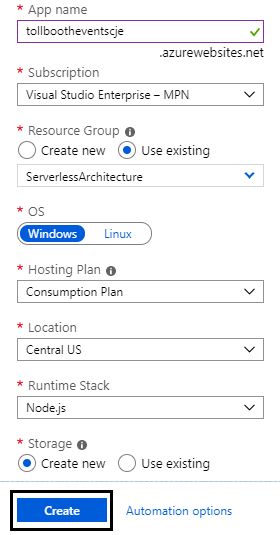 * App name
tollbootheventscje
.azurewebsites.net
* Subscription
Visual Studio Enterprise – MPN
* Resource Group
Create new Use existing
ServerlessArchitecture
* OS
Windows Linux
* Hosting Plan
Consumption Plan
* Location
Central US
* Runtime Stack
Node.js
* Storage
Create new Use existing
Create Automation options